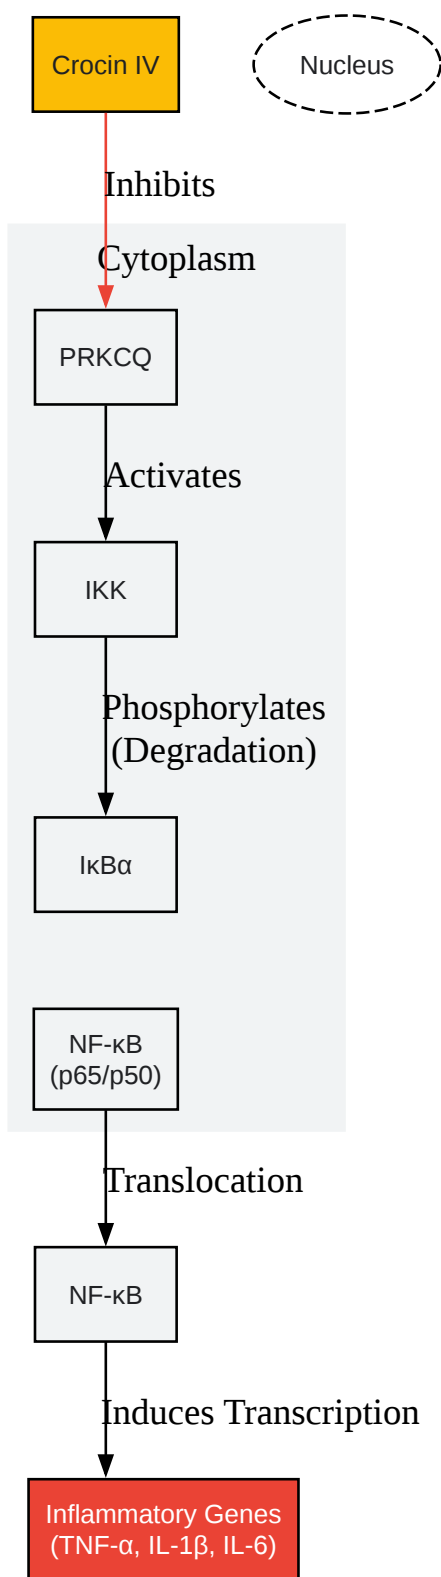 Crocin IV
Nucleus
Inhibits
Cytoplasm
PRKCQ
Activates
IKK
Phosphorylates
(Degradation)
IκBα
NF-κB
(p65/p50)
Translocation
NF-κB
Induces Transcription
Inflammatory Genes
(TNF-α, IL-1β, IL-6)